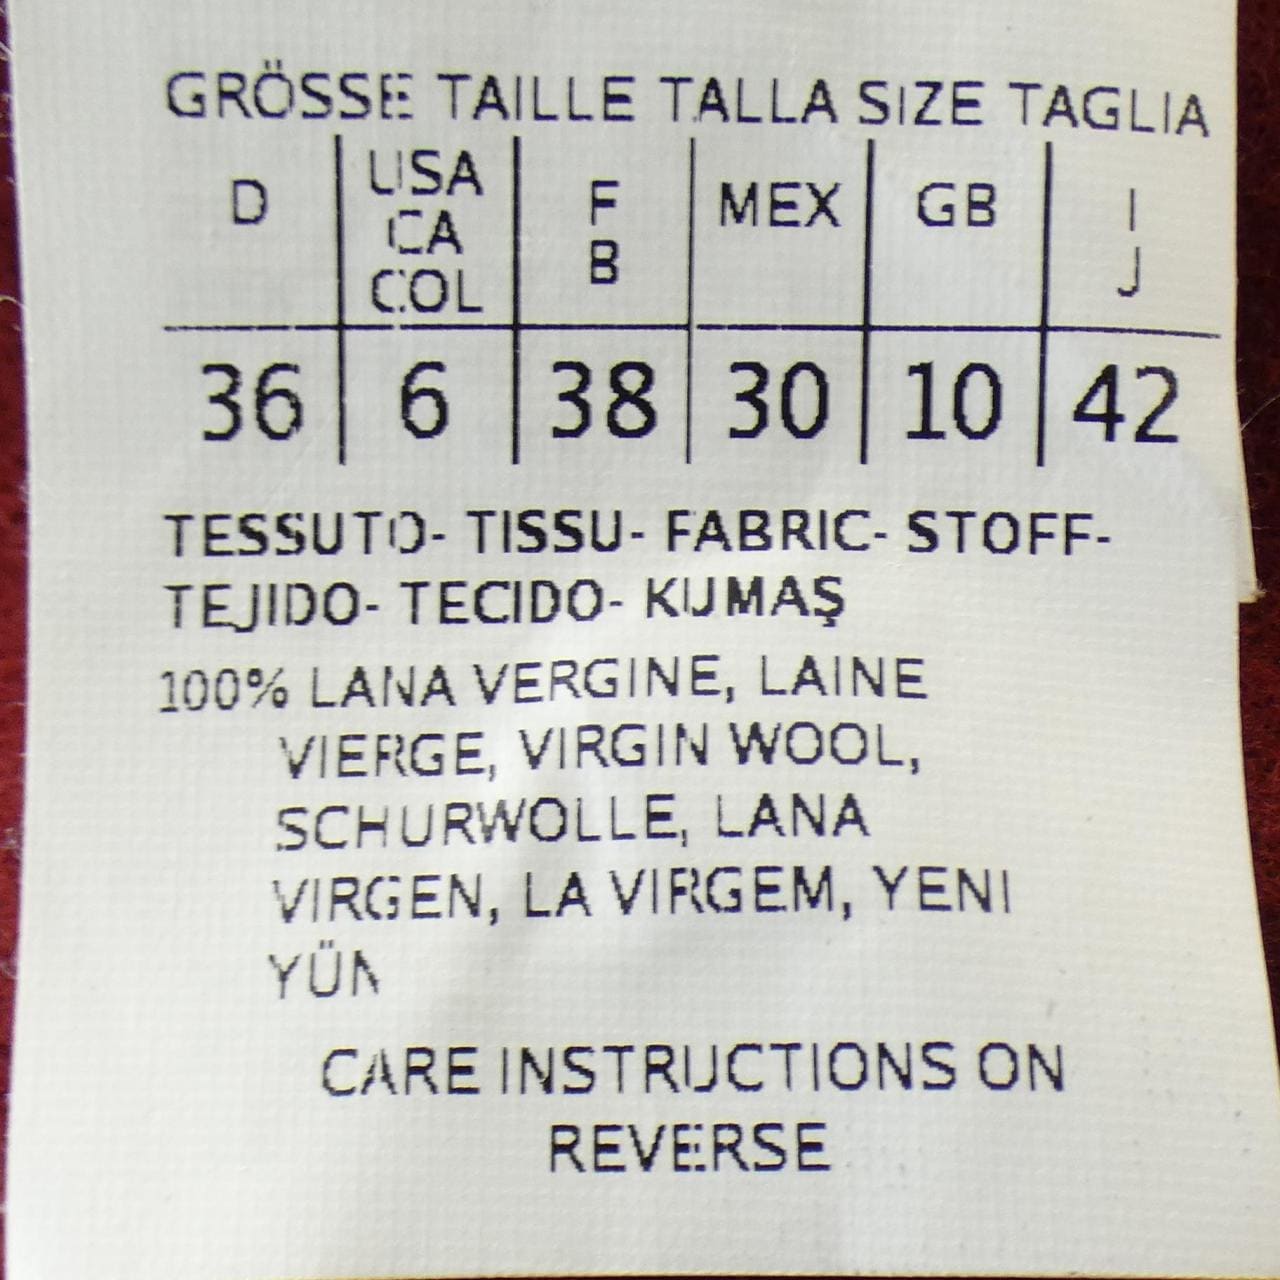 GRÖSSE TAILLE TALLA SIZE TAGLIA
D USA CA COL F B MEX GB I J
36 6 38 30 10 42
TESSUTO- TISSU- FABRIC- STOFF-
TEJIDO- TECIDO- KUMAŞ
100% LANA VERGINE, LAINE
VIERGE, VIRGIN WOOL,
SCHURWOLLE, LANA
VIRGEN, LA VIRGEM, YENI
YÜN
CARE INSTRUCTIONS ON
REVERSE